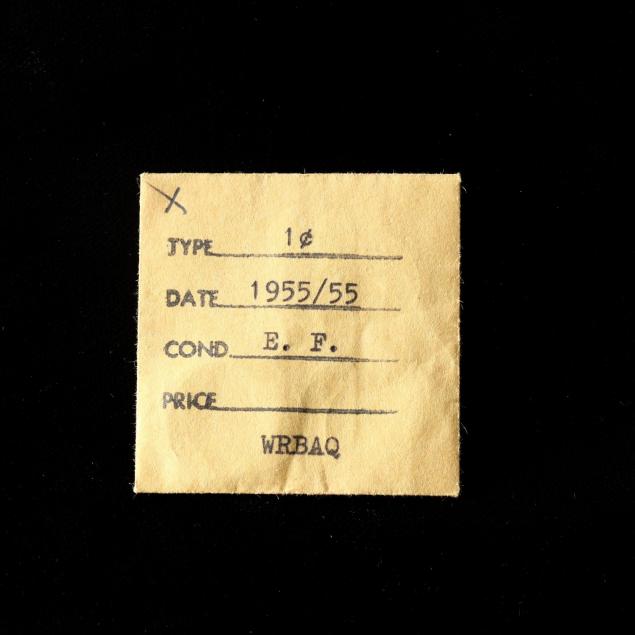 X
TYPE 1¢
DATE 1955/55
COND E. F.
PRICE
WRBAQ